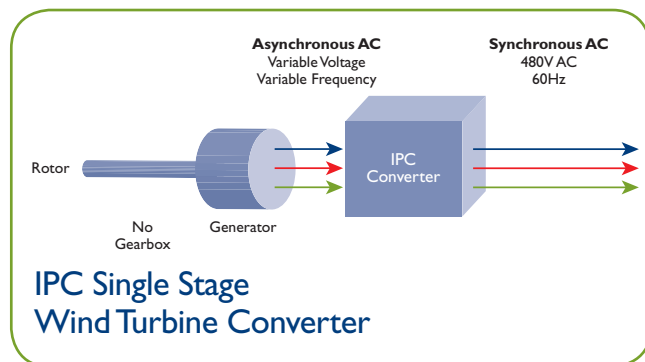 Asynchronous AC
Variable Voltage
Variable Frequency
Synchronous AC
480V AC
60Hz
Rotor
IPC
Converter
No
Gearbox
Generator
IPC Single Stage
Wind Turbine Converter